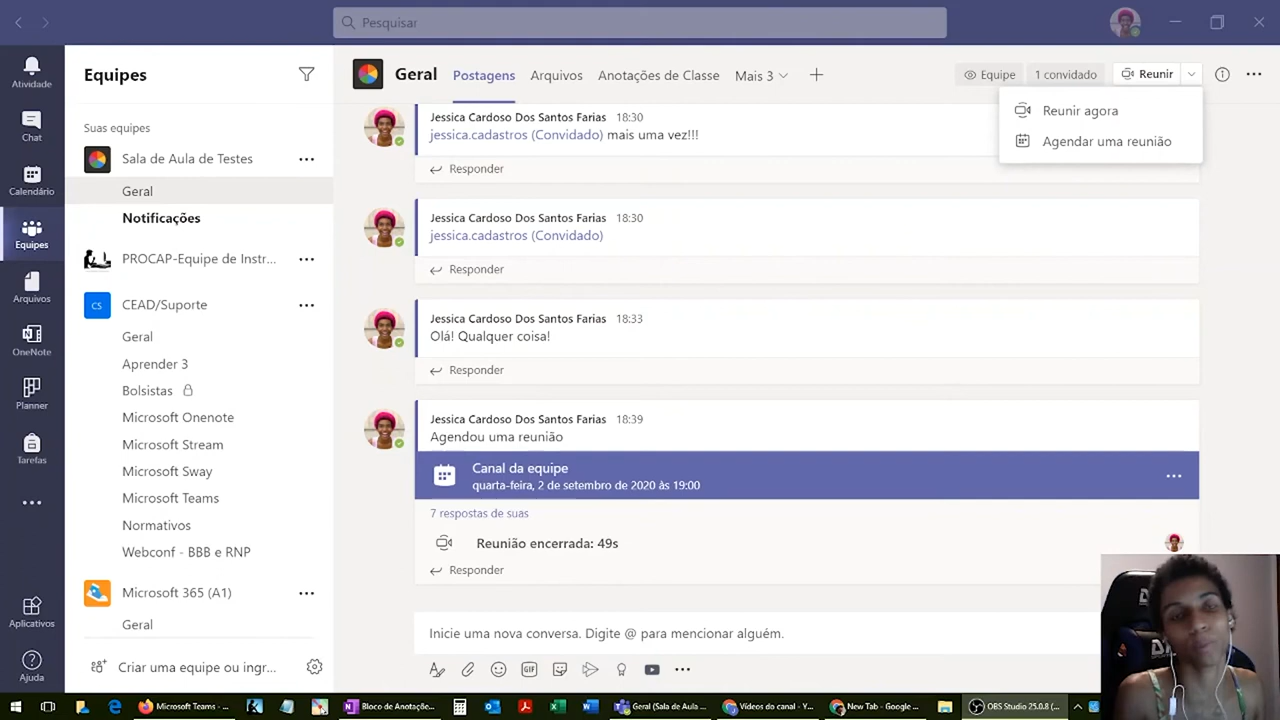 Pesquisar
Atividade
Chat
Calendário
Equipes
Arquivos
OneNote
Planner
Tarefas
Aplicativos
Ajuda
Equipes
Suas equipes
Sala de Aula de Testes
Geral
Notificações
PROCAP-Equipe de Instr...
CS
CEAD/Suporte
Geral
Aprender 3
Bolsistas
Microsoft Onenote
Microsoft Stream
Microsoft Sway
Microsoft Teams
Normativos
Webconf - BBB e RNP
Microsoft 365 (A1)
Geral
Criar uma equipe ou ingr...
Geral Postagens Arquivos Anotações de Classe Mais 3
Equipe 1 convidado Reunir
Reunir agora
Agendar uma reunião
Jessica Cardoso Dos Santos Farias 18:30
jessica.cadastros (Convidado) mais uma vez!!!
Responder
Jessica Cardoso Dos Santos Farias 18:30
jessica.cadastros (Convidado)
Responder
Jessica Cardoso Dos Santos Farias 18:33
Olá! Qualquer coisa!
Responder
Jessica Cardoso Dos Santos Farias 18:39
Agendou uma reunião
Canal da equipe
quarta-feira, 2 de setembro de 2020 às 19:00
7 respostas de suas
Reunião encerrada: 49s
Responder
Inicie uma nova conversa. Digite @ para mencionar alguém.
GIF
Microsoft Teams - ...
Bloco de Anotaçõe...
Geral (Sala de Aula ...
Vídeos do canal - Y...
New Tab - Google ...
OBS Studio 25.0.8 (...